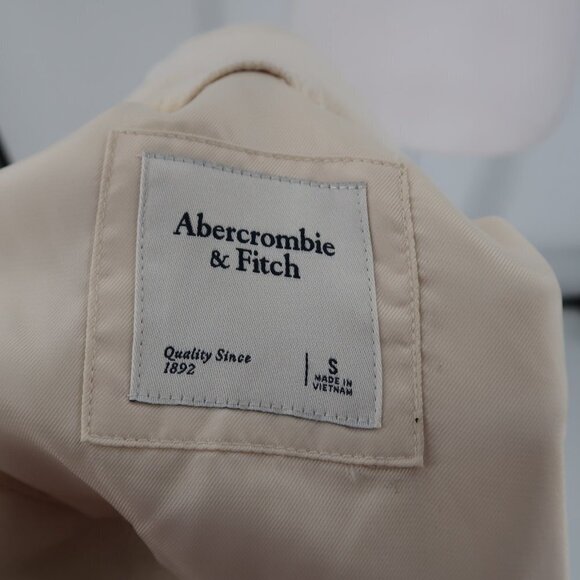 Abercrombie
& Fitch
Quality Since
1892
S
MADE IN
VIETNAM